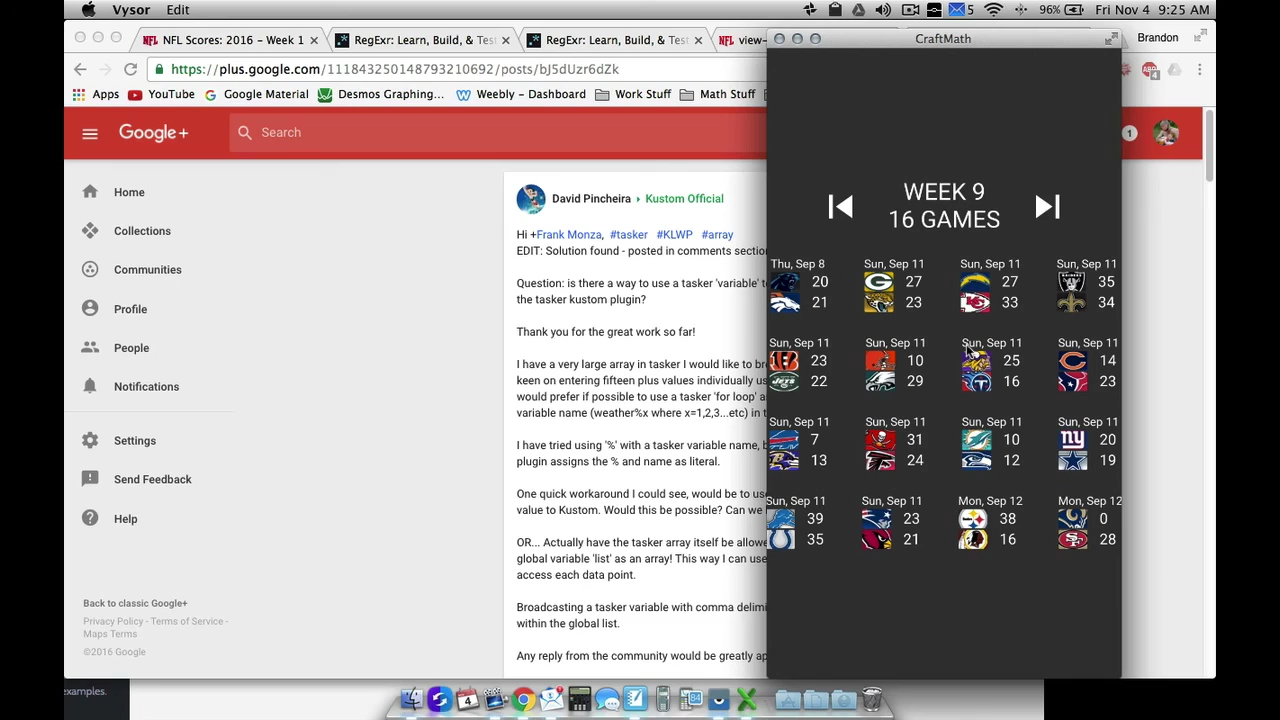 Vysor Edit
5 96% Fri Nov 4 9:25 AM
NFL Scores: 2016 – Week 1
RegExr: Learn, Build, & Tes
RegExr: Learn, Build, & Tes
view-
Brandon
https://plus.google.com/111843250148793210692/posts/bJ5dUzr6dZk
Apps YouTube Google Material Desmos Graphing... Weebly – Dashboard Work Stuff Math Stuff
Google+
Search
1
Home
Collections
Communities
Profile
People
Notifications
Settings
Send Feedback
Help
Back to classic Google+
Privacy Policy - Terms of Service -
Maps Terms
©2016 Google
examples.
David Pincheira Kustom Official
Hi +Frank Monza, #tasker #KLWP #array
EDIT: Solution found - posted in comments sectio
Question: is there a way to use a tasker 'variable' t
the tasker kustom plugin?
Thank you for the great work so far!
I have a very large array in tasker I would like to br
keen on entering fifteen plus values individually us
would prefer if possible to use a tasker 'for loop' a
variable name (weather%x where x=1,2,3...etc) in t
I have tried using '%' with a tasker variable name, b
plugin assigns the % and name as literal.
One quick workaround I could see, would be to use
value to Kustom. Would this be possible? Can we
OR... Actually have the tasker array itself be allowe
global variable 'list' as an array! This way I can use
access each data point.
Broadcasting a tasker variable with comma delimi
within the global list.
Any reply from the community would be greatly ap
CraftMath
WEEK 9
16 GAMES
Thu, Sep 8 Sun, Sep 11 Sun, Sep 11 Sun, Sep 11
20 27 27 35
21 23 33 34
Sun, Sep 11 Sun, Sep 11 Sun, Sep 11 Sun, Sep 11
23 10 25 14
22 29 16 23
Sun, Sep 11 Sun, Sep 11 Sun, Sep 11 Sun, Sep 11
7 31 10 20
13 24 12 19
Sun, Sep 11 Sun, Sep 11 Mon, Sep 12 Mon, Sep 12
39 23 38 0
35 21 16 28